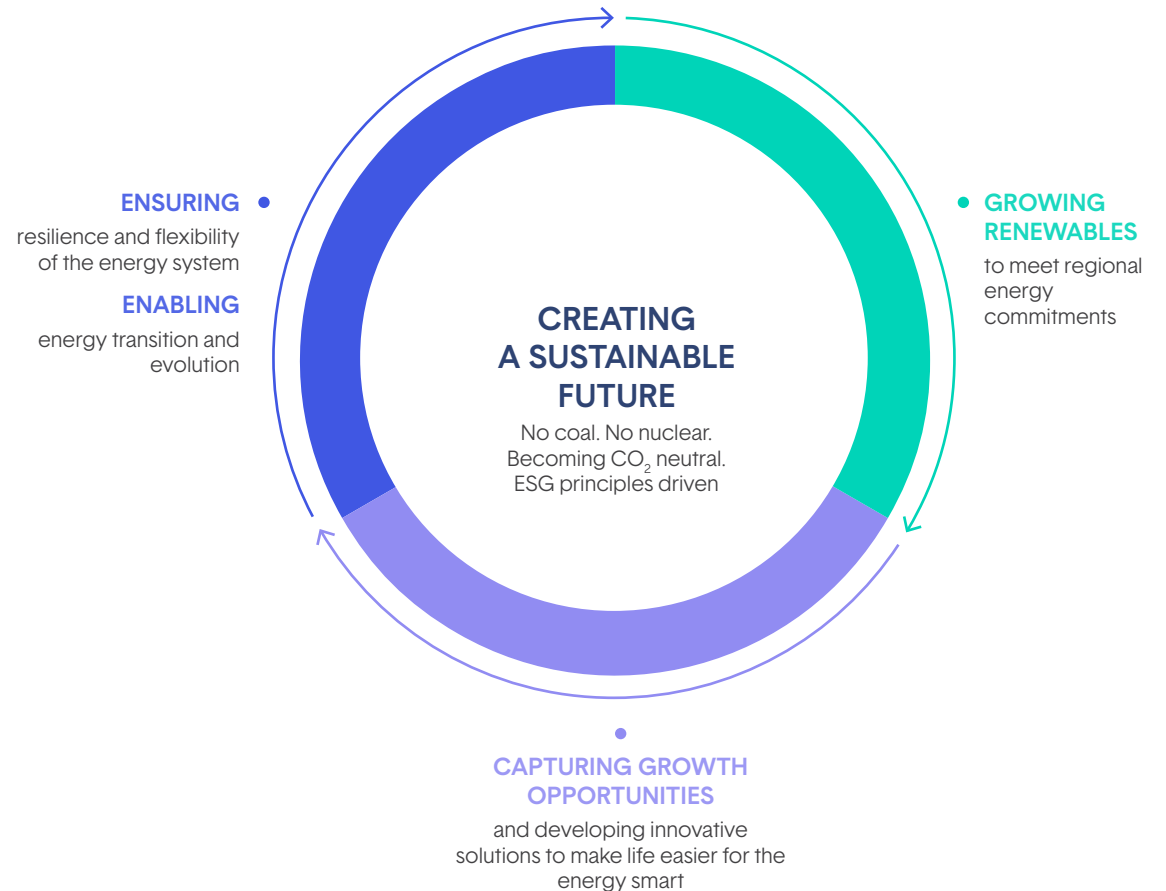 ENSURING
resilience and flexibility
of the energy system
ENABLING
energy transition and
evolution
GROWING
RENEWABLES
to meet regional
energy
commitments
CREATING
A SUSTAINABLE
FUTURE
No coal. No nuclear.
Becoming CO₂ neutral.
ESG principles driven
CAPTURING GROWTH
OPPORTUNITIES
and developing innovative
solutions to make life easier for the
energy smart